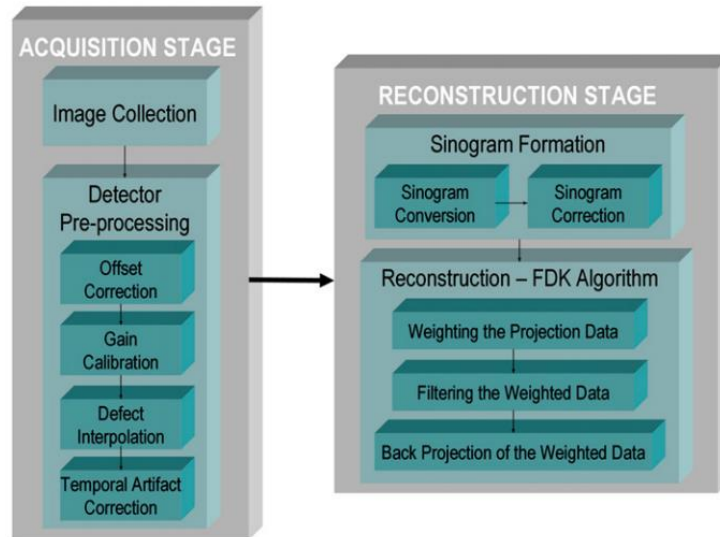 ACQUISITION STAGE
Image Collection
Detector
Pre-processing
Offset
Correction
Gain
Calibration
Defect
Interpolation
Temporal Artifact
Correction
RECONSTRUCTION STAGE
Sinogram Formation
Sinogram
Conversion
Sinogram
Correction
Reconstruction – FDK Algorithm
Weighting the Projection Data
Filtering the Weighted Data
Back Projection of the Weighted Data